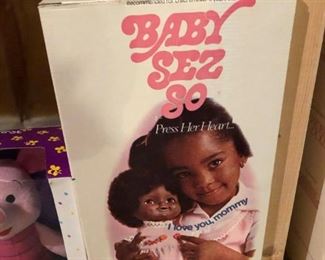 BABY
SEZ
SO
Press Her Heart...
I love you, mommy